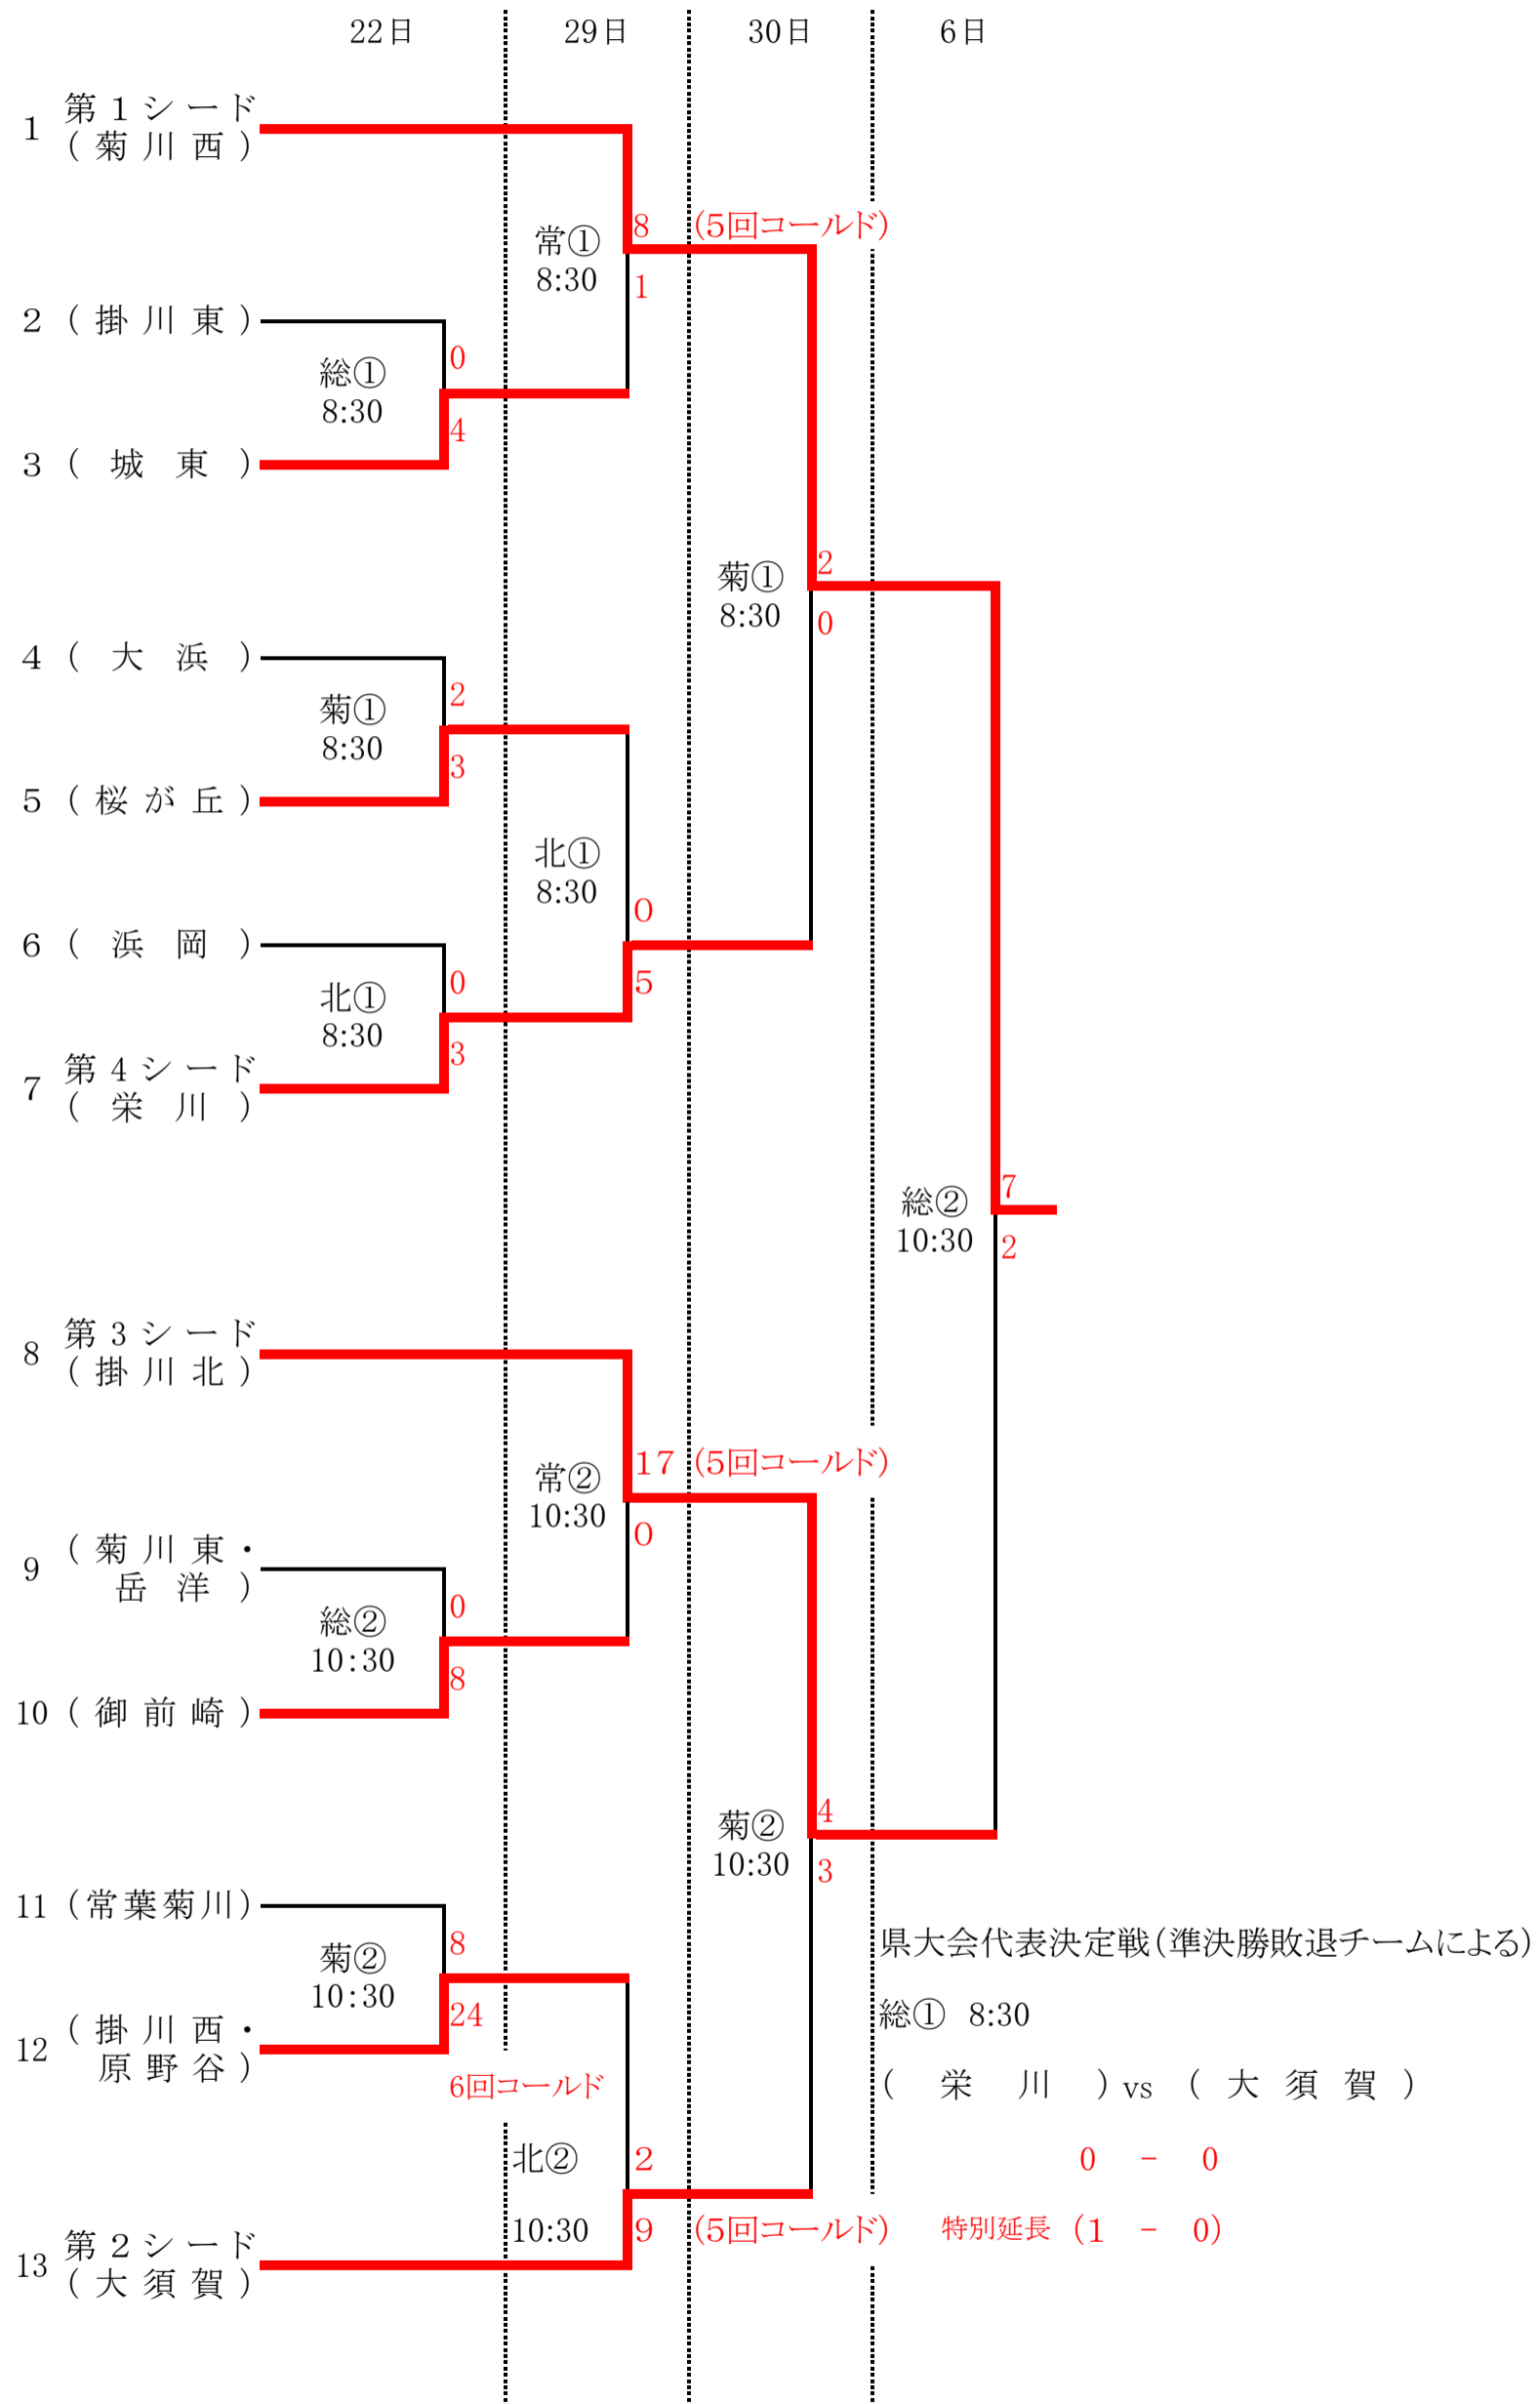 22日 29日 30日 6日
1 第1シード
(菊川西)
8 (5回コールド)
常①
8:30
1
2 (掛川東)
0
総①
8:30
4
3 (城東)
2
菊①
8:30
0
4 (大浜)
2
菊①
8:30
3
5 (桜が丘)
北①
8:30
0
6 (浜岡)
5
0
北①
8:30
3
7 第4シード
(栄川)
7
総②
10:30
2
8 第3シード
(掛川北)
17 (5回コールド)
常②
10:30
0
9 (菊川東・
岳洋)
0
総②
10:30
8
10 (御前崎)
4
菊②
10:30
3
11 (常葉菊川)
8
菊②
10:30
24
12 (掛川西・
原野谷)
6回コールド
県大会代表決定戦(準決勝敗退チームによる)
総① 8:30
(栄川)vs(大須賀)
北②
2
0 - 0
10:30
9 (5回コールド)
特別延長 (1 - 0)
13 第2シード
(大須賀)